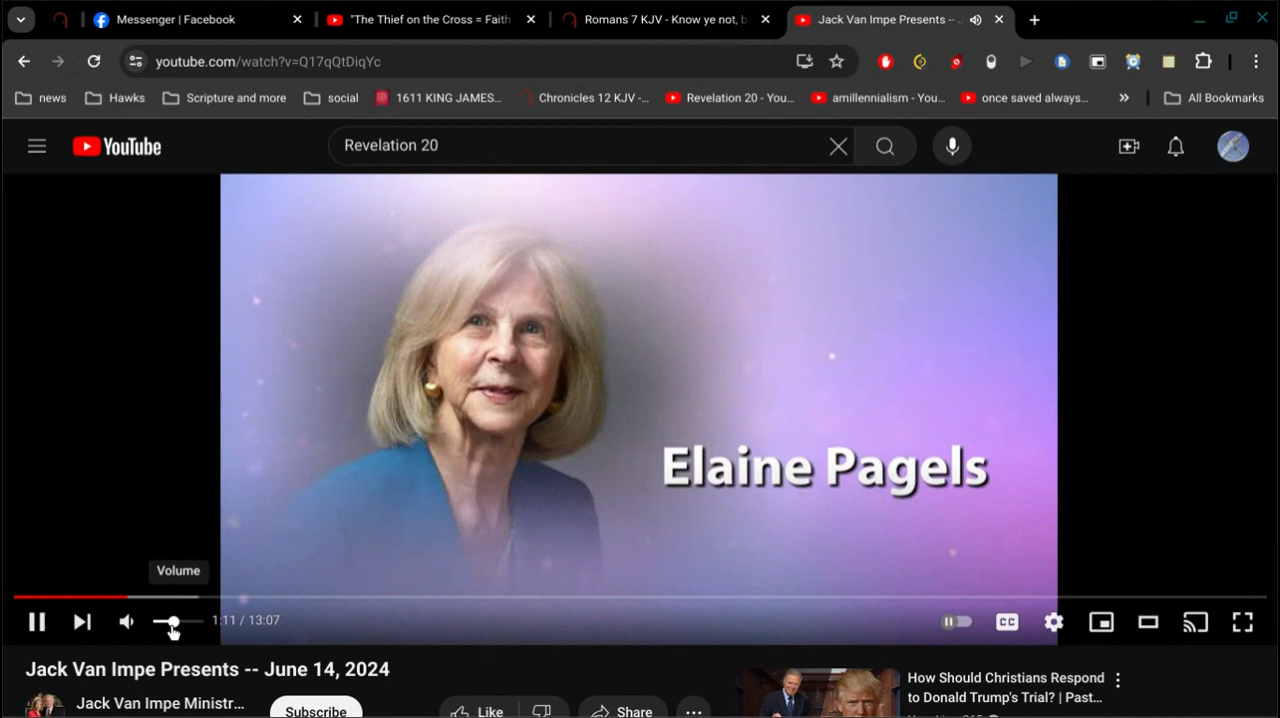 Messenger | Facebook
"The Thief on the Cross = Faith
Romans 7 KJV - Know ye not, b
Jack Van Impe Presents -- J
youtube.com/watch?v=Q17qQtDiqYc
news
Hawks
Scripture and more
social
1611 KING JAMES...
Chronicles 12 KJV -...
Revelation 20 - You...
amillennialism - You...
once saved always...
»
All Bookmarks
YouTube
Revelation 20
Elaine Pagels
Volume
1:11 / 13:07
CC
Jack Van Impe Presents -- June 14, 2024
Jack Van Impe Ministr...
Subscribe
Like
Share
How Should Christians Respond
to Donald Trump's Trial? | Past...